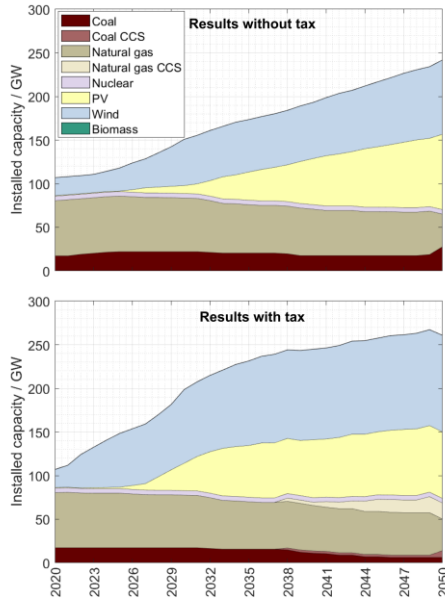 Results without tax
Coal
Coal CCS
Natural gas
Natural gas CCS
Nuclear
PV
Wind
Biomass
Installed capacity / GW
300
250
200
150
100
50
0
Results with tax
Installed capacity / GW
300
250
200
150
100
50
0
2020
2023
2026
2029
2032
2035
2038
2041
2044
2047
2050